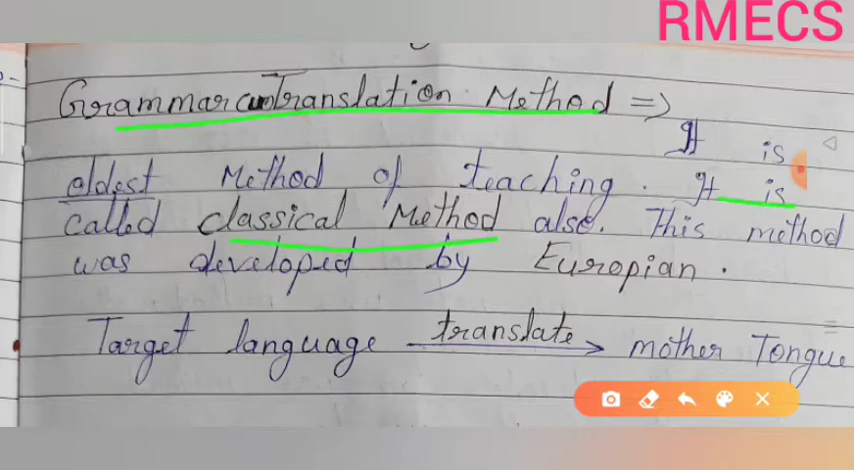 RMECS
Grammar cum Translation Method =>
It is
oldest Method of teaching. It is
called classical Method also. This method
was developed by Europian.
Target language translate mother Tongue